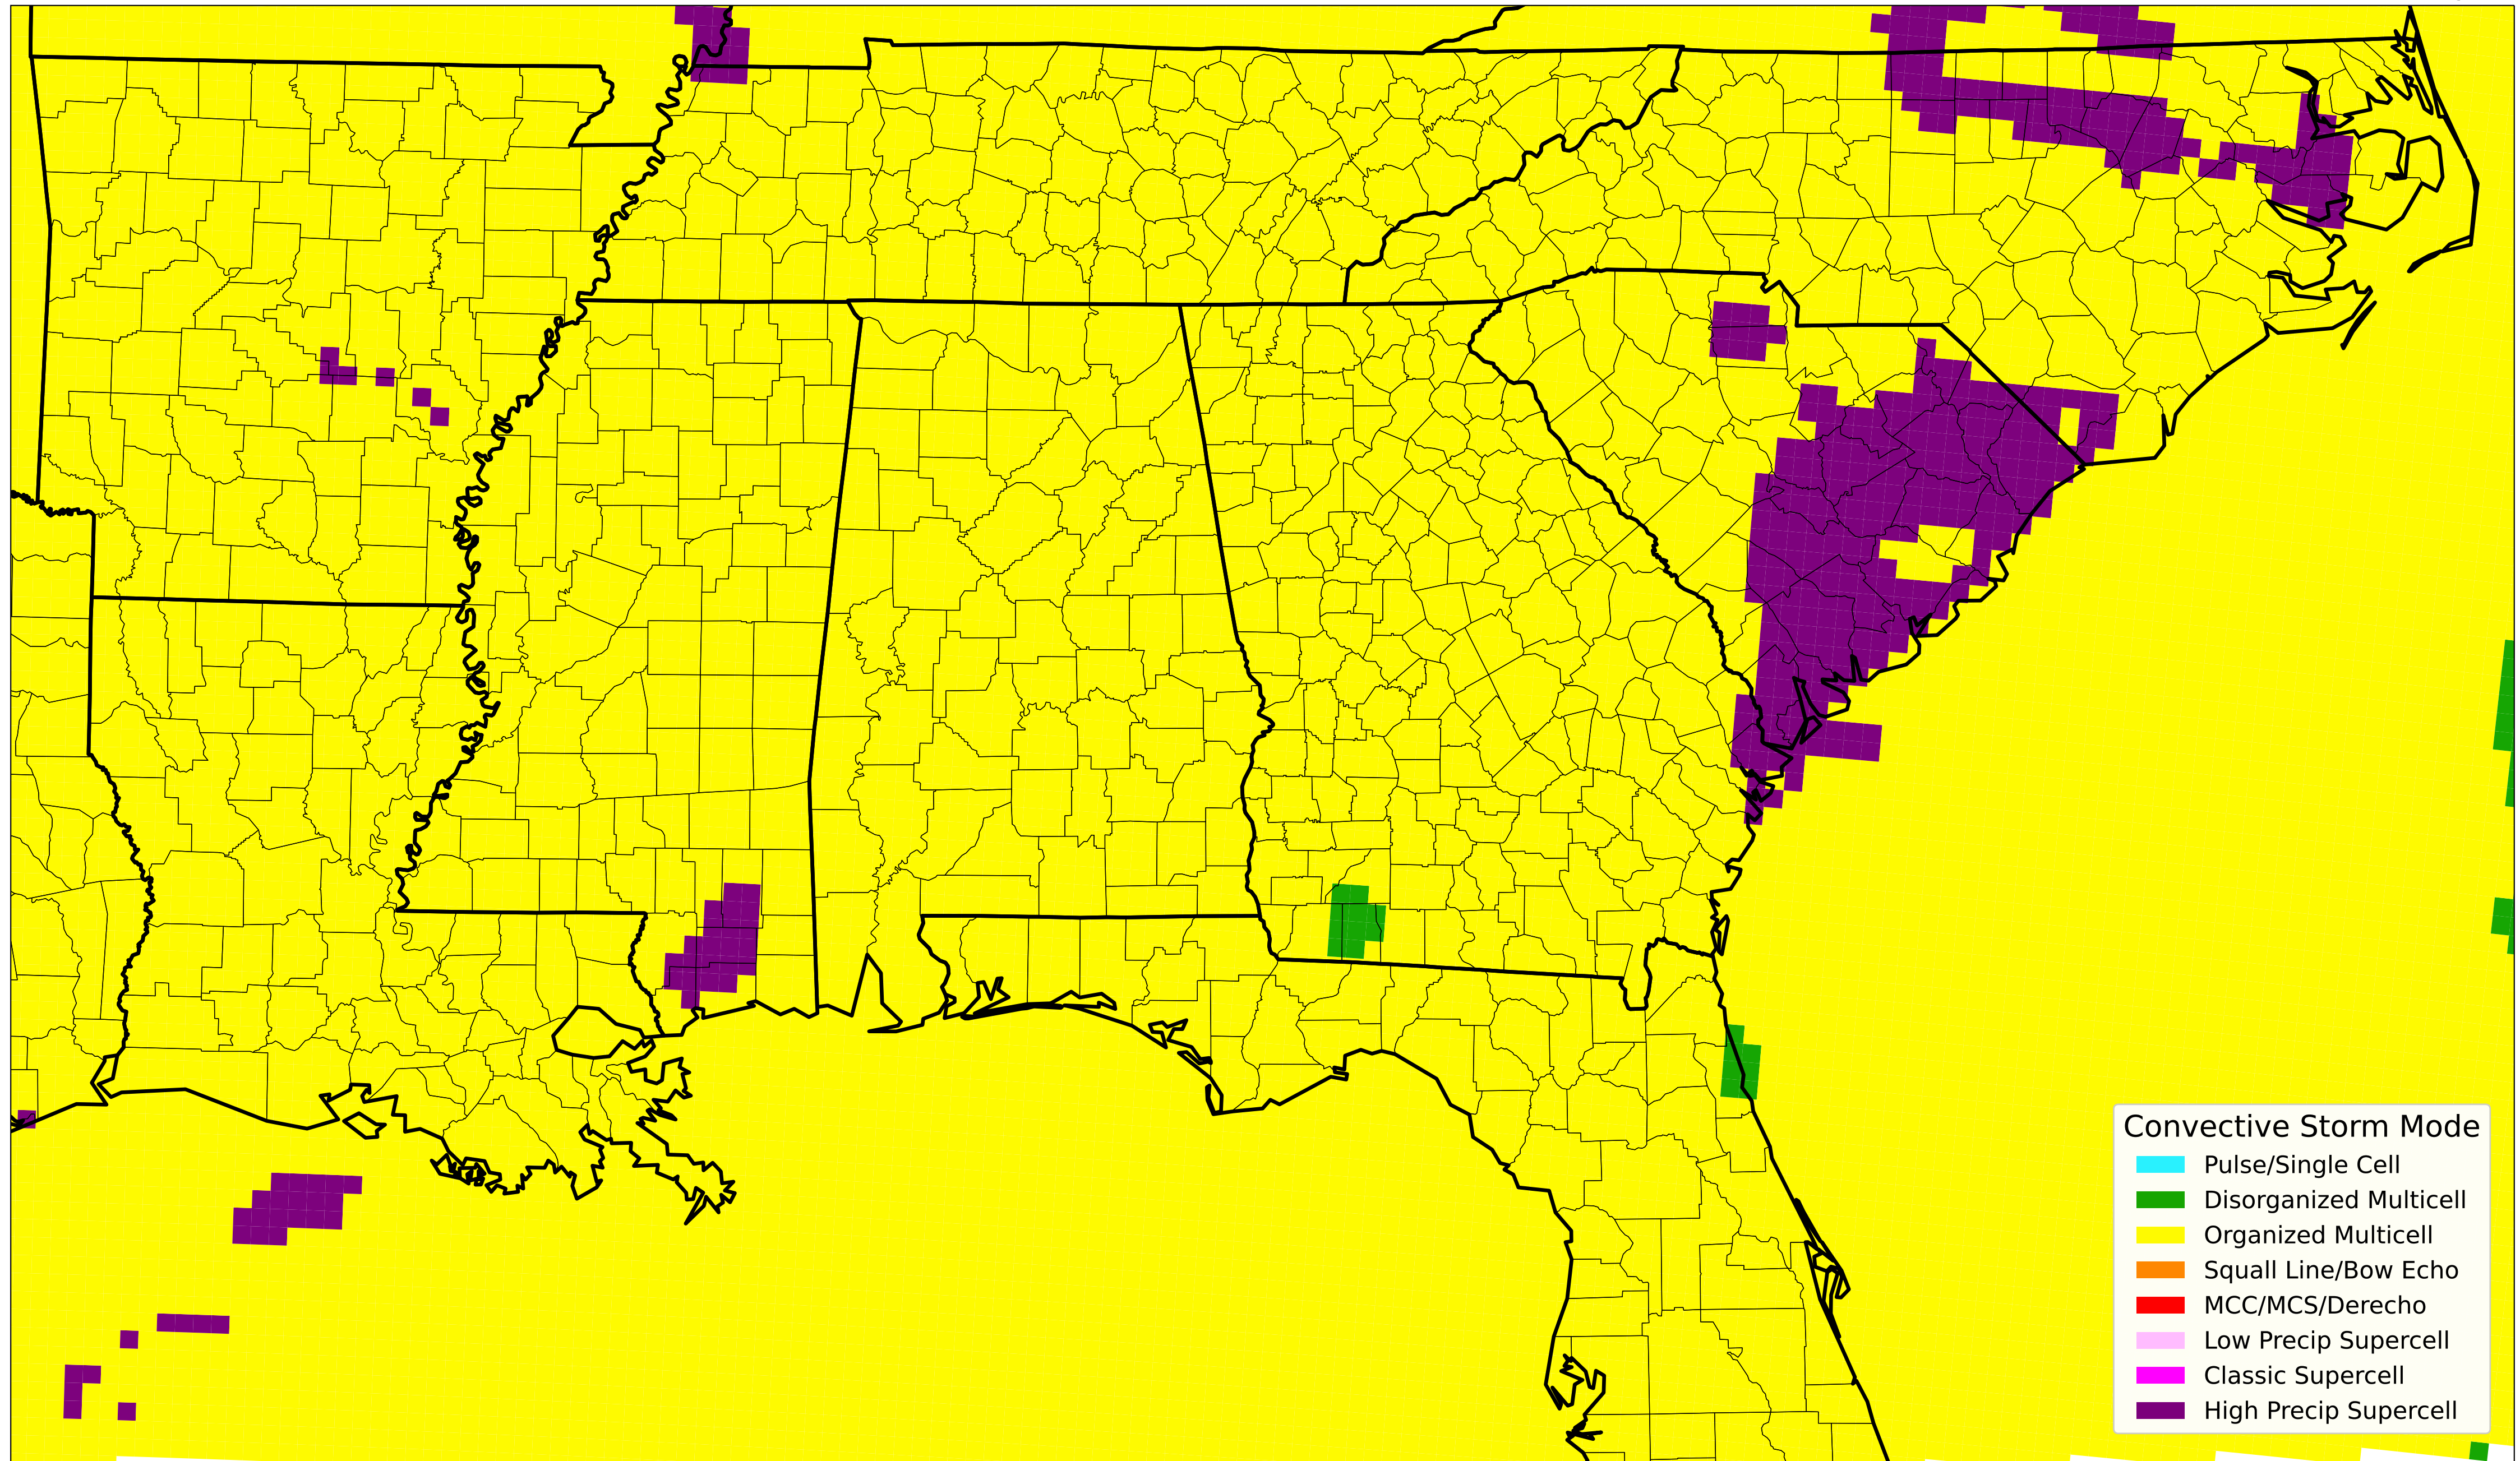 Convective Storm Mode
Pulse/Single Cell
Disorganized Multicell
Organized Multicell
Squall Line/Bow Echo
MCC/MCS/Derecho
Low Precip Supercell
Classic Supercell
High Precip Supercell